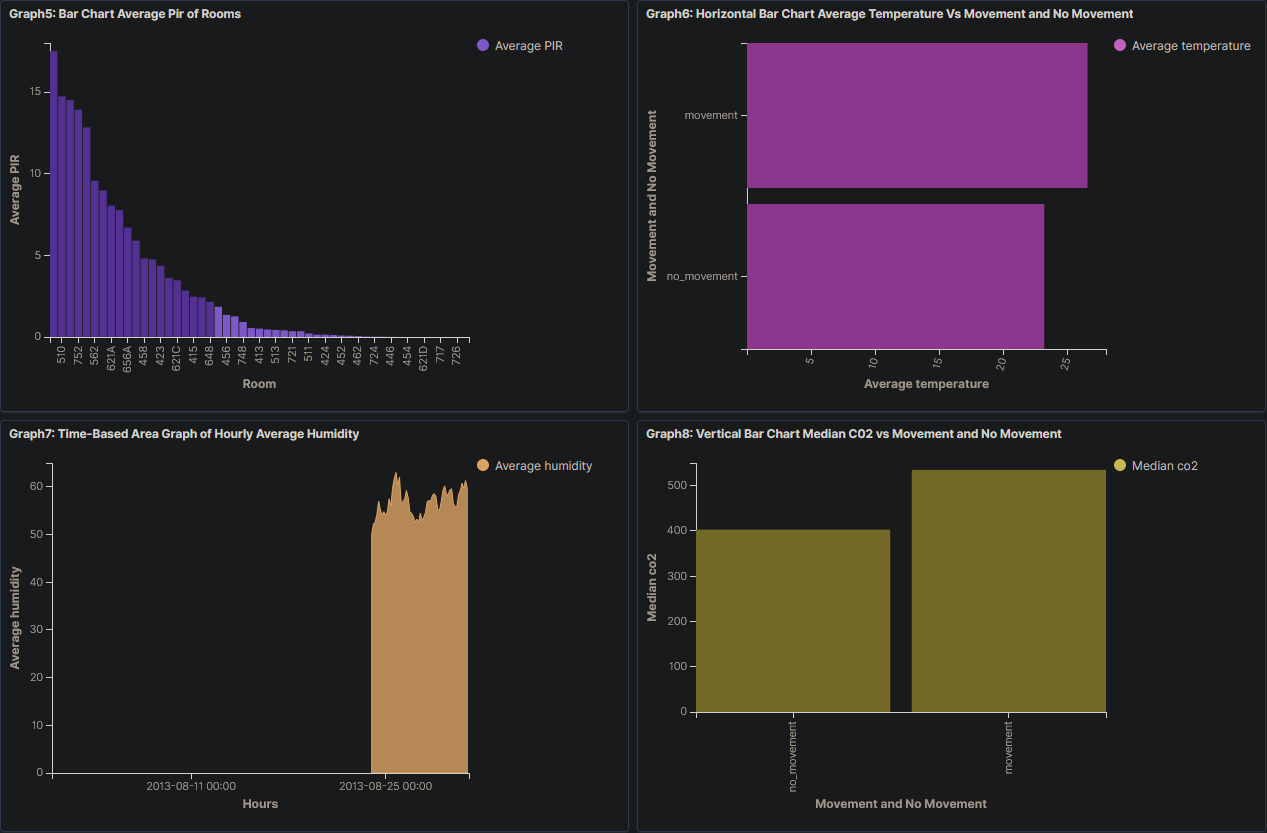 Graph5: Bar Chart Average Pir of Rooms
Average PIR
Average PIR
15
10
5
0
510
752
562
621A
656A
458
423
621C
415
648
456
748
413
513
721
511
424
452
462
724
446
454
621D
717
726
Room
Graph6: Horizontal Bar Chart Average Temperature Vs Movement and No Movement
Average temperature
Movement and No Movement
movement
no_movement
5
10
15
20
25
Average temperature
Graph7: Time-Based Area Graph of Hourly Average Humidity
Average humidity
Average humidity
60
50
40
30
20
10
0
2013-08-11 00:00
2013-08-25 00:00
Hours
Graph8: Vertical Bar Chart Median C02 vs Movement and No Movement
Median co2
Median co2
500
400
300
200
100
0
no_movement
movement
Movement and No Movement